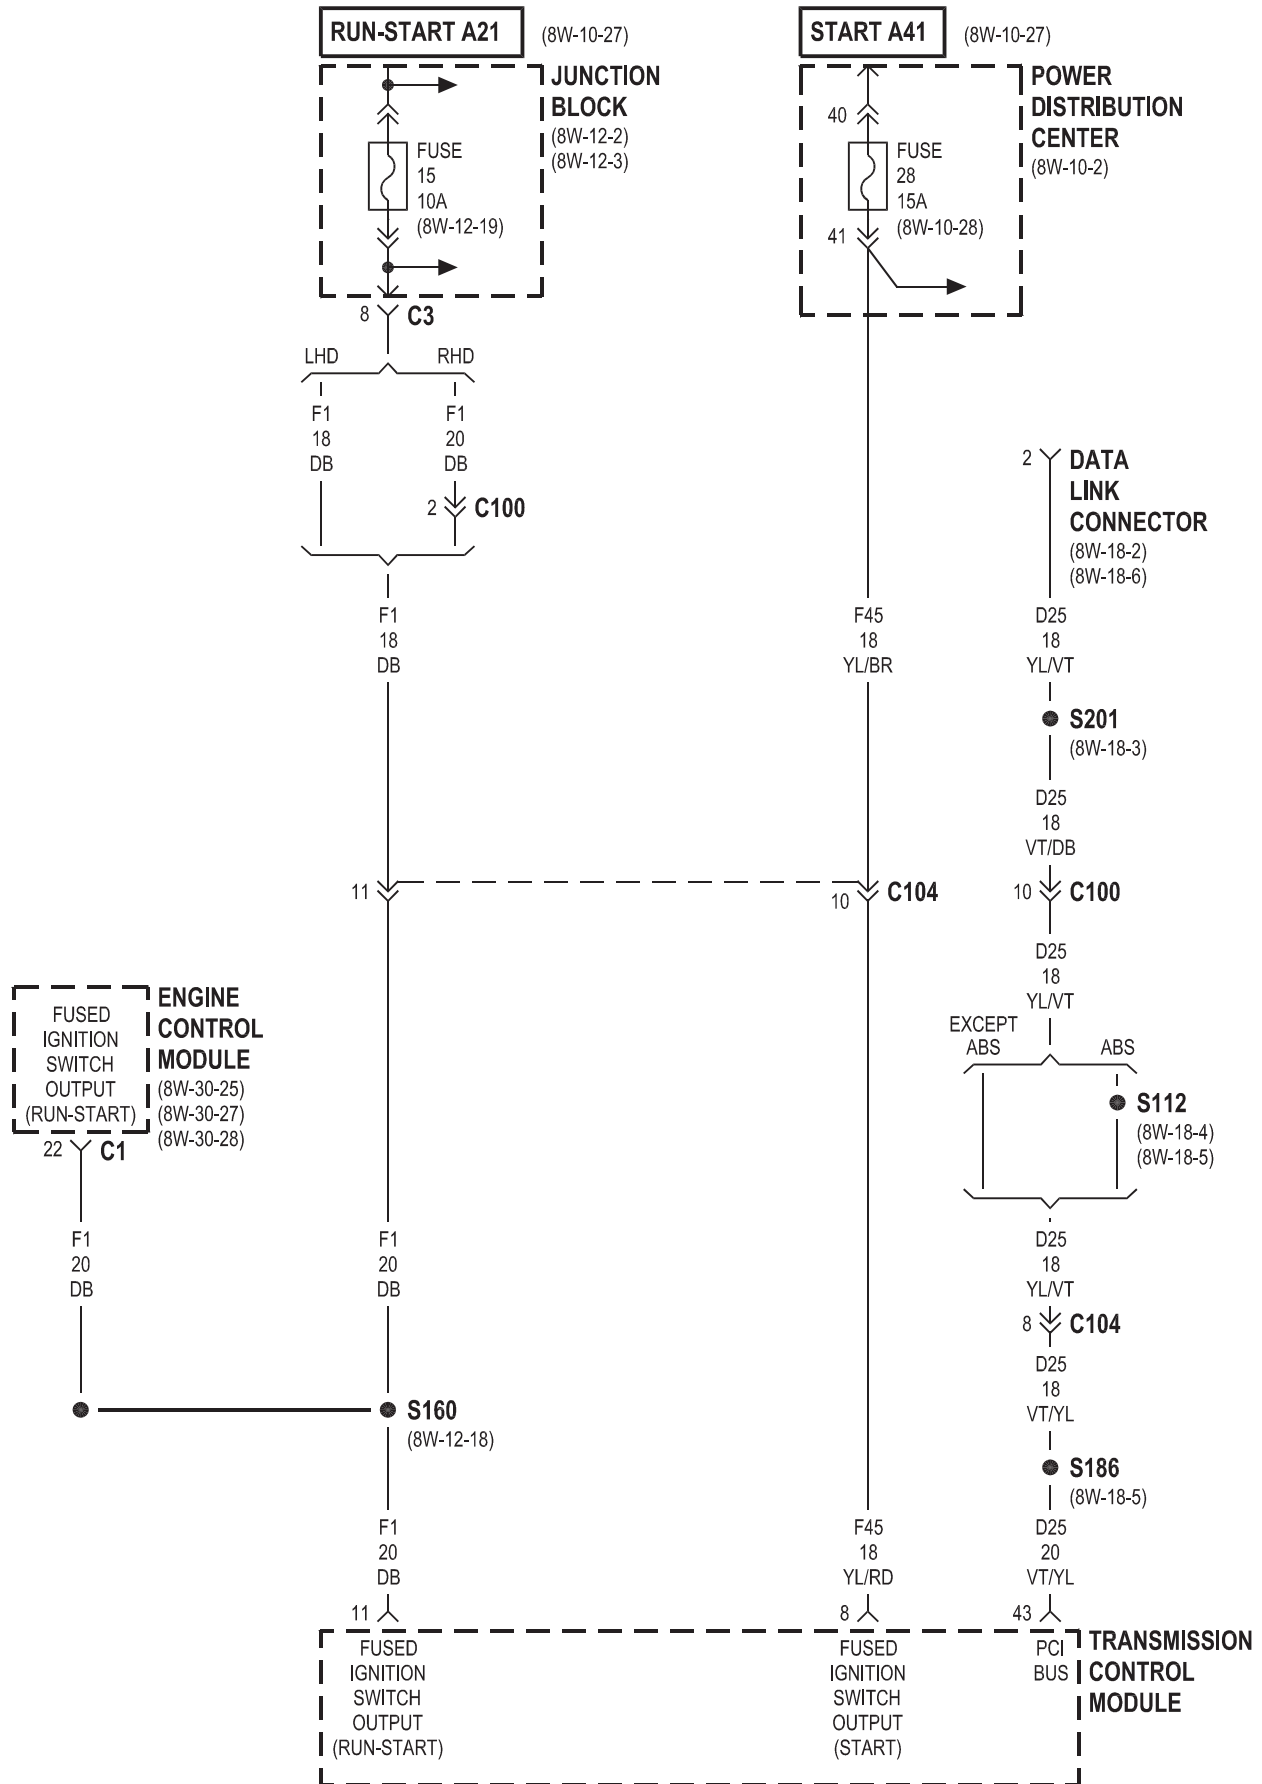 RUN-START A21 (8W-10-27)
START A41 (8W-10-27)
JUNCTION
BLOCK
(8W-12-2)
(8W-12-3)
FUSE
15
10A
(8W-12-19)
8 C3
POWER
DISTRIBUTION
CENTER
(8W-10-2)
40
FUSE
28
15A
(8W-10-28)
41
LHD RHD
F1
18
DB
F1
20
DB
2 C100
F1
18
DB
F45
18
YL/BR
2 DATA
LINK
CONNECTOR
(8W-18-2)
(8W-18-6)
D25
18
YL/VT
S201
(8W-18-3)
D25
18
VT/DB
11
10 C104
10 C100
D25
18
YL/VT
EXCEPT
ABS
ABS
S112
(8W-18-4)
(8W-18-5)
FUSED
IGNITION
SWITCH
OUTPUT
(RUN-START)
ENGINE
CONTROL
MODULE
(8W-30-25)
(8W-30-27)
(8W-30-28)
22 C1
F1
20
DB
F1
20
DB
D25
18
YL/VT
8 C104
D25
18
VT/YL
S160
(8W-12-18)
S186
(8W-18-5)
F1
20
DB
F45
18
YL/RD
D25
20
VT/YL
11
8
43
FUSED
IGNITION
SWITCH
OUTPUT
(RUN-START)
FUSED
IGNITION
SWITCH
OUTPUT
(START)
PCI
BUS
TRANSMISSION
CONTROL
MODULE